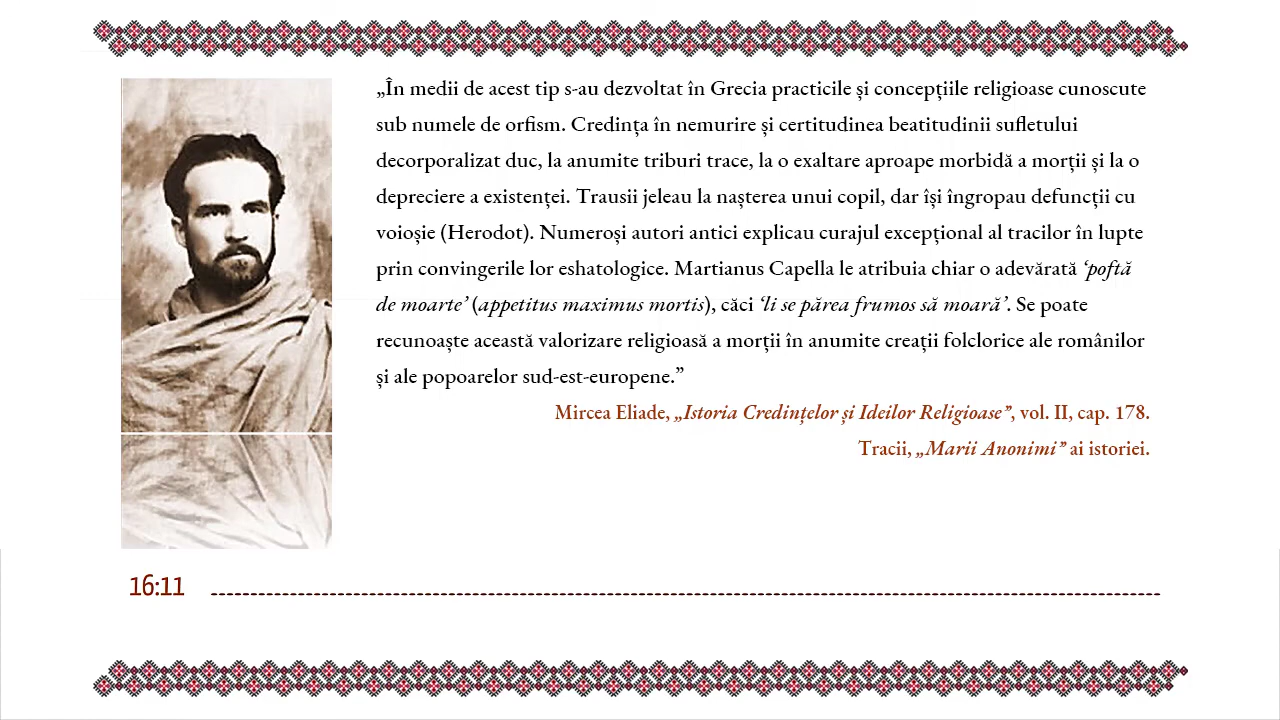 „În medii de acest tip s-au dezvoltat în Grecia practicile și concepțiile religioase cunoscute
sub numele de orfism. Credința în nemurire și certitudinea beatitudinii sufletului
decorporalizat duc, la anumite triburi trace, la o exaltare aproape morbidă a morții și la o
depreciere a existenței. Trausii jeleau la nașterea unui copil, dar își îngropau defuncții cu
voioșie (Herodot). Numeroși autori antici explicau curajul excepțional al tracilor în lupte
prin convingerile lor eshatologice. Martianus Capella le atribuia chiar o adevărată ‘poftă
de moarte’ (appetitus maximus mortis), căci ‘li se părea frumos să moară’. Se poate
recunoaște această valorizare religioasă a morții în anumite creații folclorice ale românilor
și ale popoarelor sud-est-europene.”
Mircea Eliade, „Istoria Credințelor și Ideilor Religioase”, vol. II, cap. 178.
Tracii, „Marii Anonimi” ai istoriei.
16:11